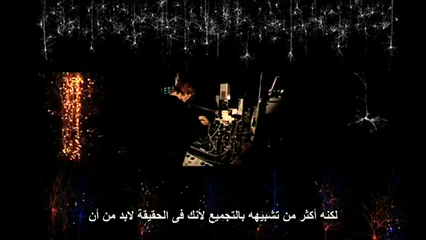 لكنه أكثر من تشبيهه بالتجميع لأنك فى الحقيقة لابد من أن